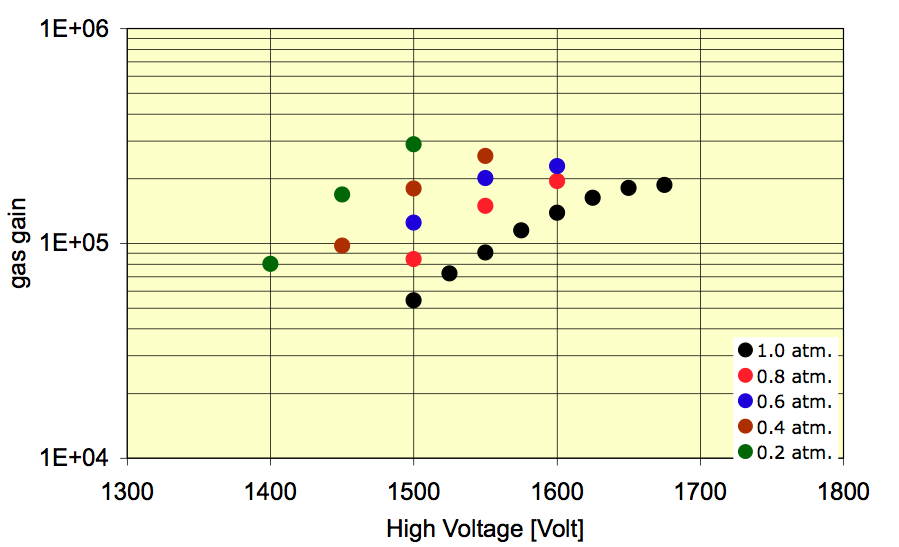 1E+06
1E+05
1E+04
gas gain
1300 1400 1500 1600 1700 1800
High Voltage [Volt]
1.0 atm.
0.8 atm.
0.6 atm.
0.4 atm.
0.2 atm.